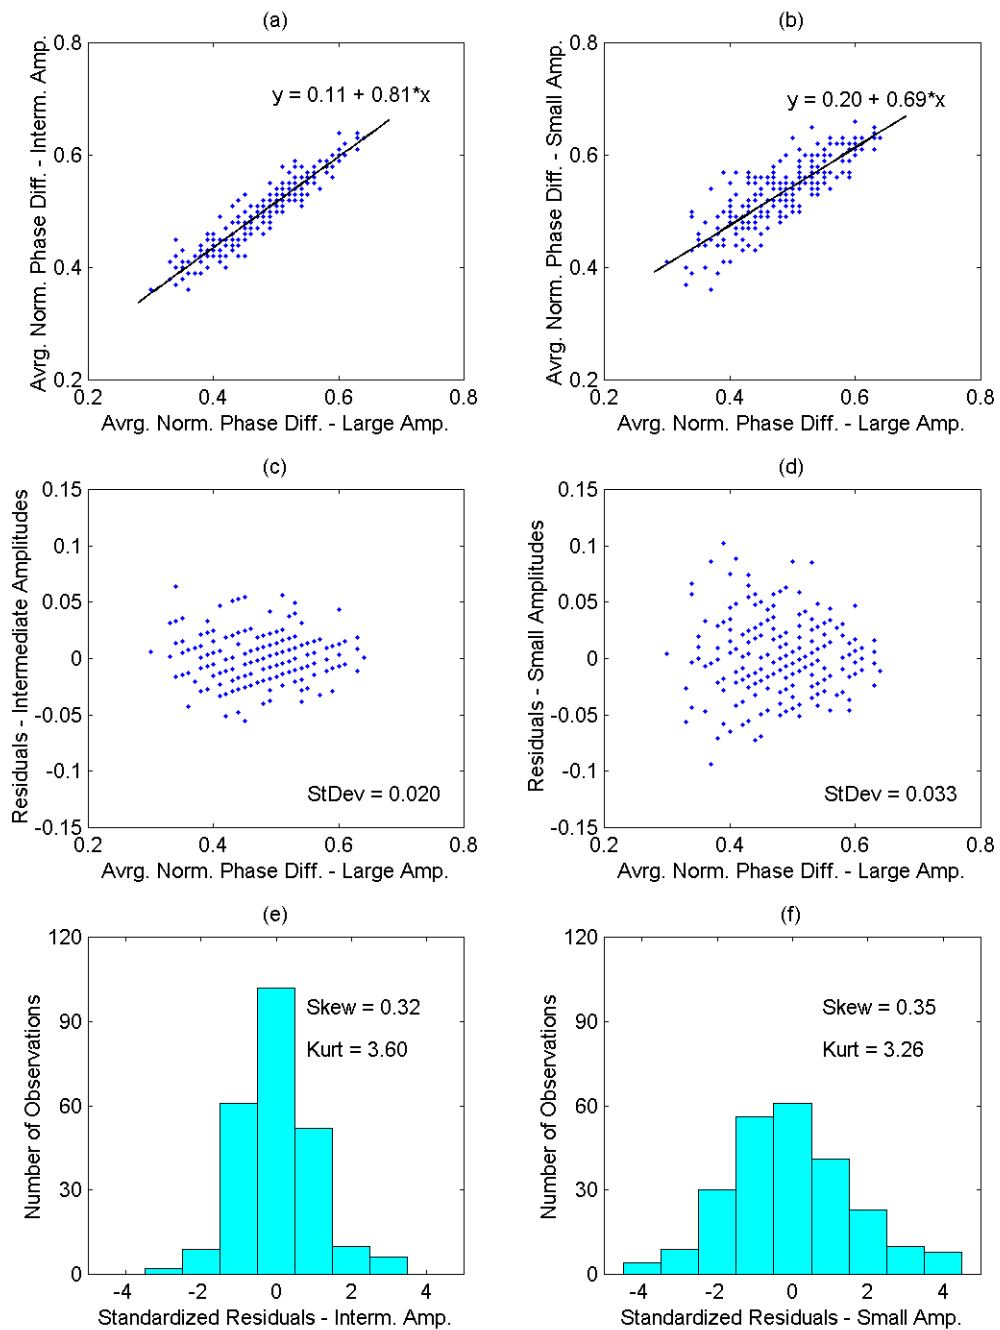 (a)
Avrg. Norm. Phase Diff. - Interm. Amp.
0.8
0.6
0.4
0.2
y = 0.11 + 0.81*x
0.2 0.4 0.6 0.8
Avrg. Norm. Phase Diff. - Large Amp.
(b)
Avrg. Norm. Phase Diff. - Small Amp.
0.8
0.6
0.4
0.2
y = 0.20 + 0.69*x
0.2 0.4 0.6 0.8
Avrg. Norm. Phase Diff. - Large Amp.
(c)
Residuals - Intermediate Amplitudes
0.15
0.1
0.05
0
-0.05
-0.1
-0.15
StDev = 0.020
0.2 0.4 0.6 0.8
Avrg. Norm. Phase Diff. - Large Amp.
(d)
Residuals - Small Amplitudes
0.15
0.1
0.05
0
-0.05
-0.1
-0.15
StDev = 0.033
0.2 0.4 0.6 0.8
Avrg. Norm. Phase Diff. - Large Amp.
(e)
Number of Observations
120
90
60
30
0
Skew = 0.32
Kurt = 3.60
-4 -2 0 2 4
Standardized Residuals - Interm. Amp.
(f)
Number of Observations
120
90
60
30
0
Skew = 0.35
Kurt = 3.26
-4 -2 0 2 4
Standardized Residuals - Small Amp.